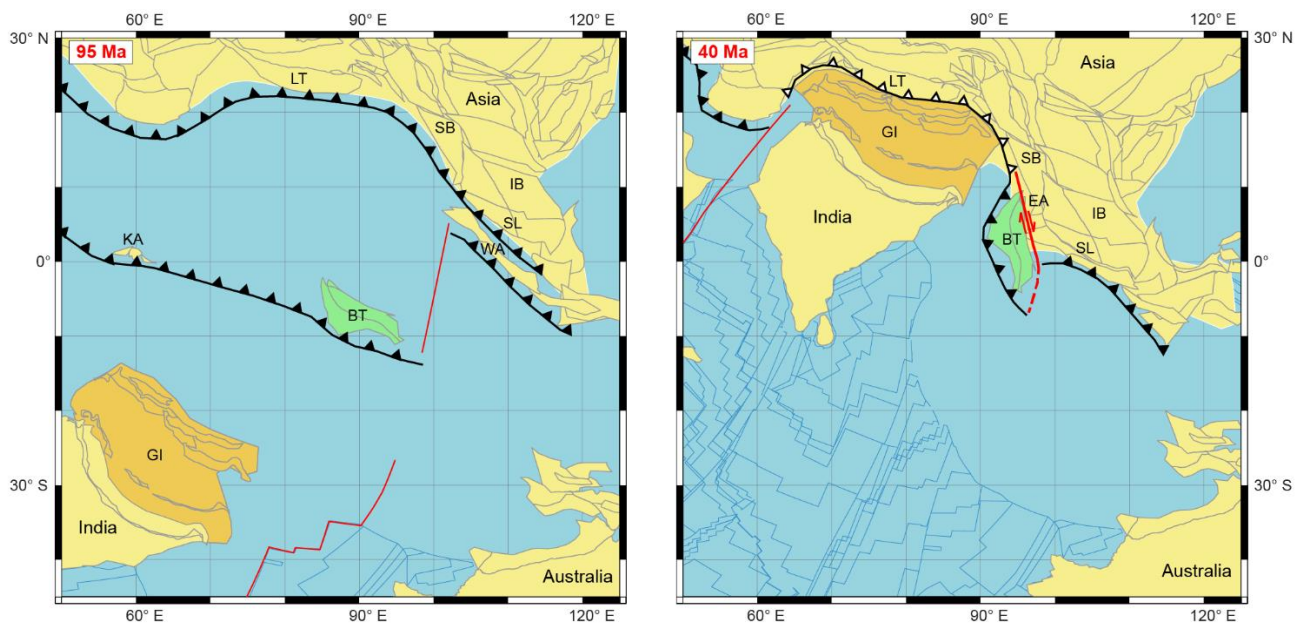 60° E 90° E 120° E
30° N
95 Ma
LT
Asia
SB
IB
SL
WA
KA
0°
BT
GI
30° S
India
Australia
60° E 90° E 120° E
60° E 90° E 120° E
30° N
40 Ma
LT
Asia
GI
SB
EA
India
IB
BT
SL
0°
30° S
Australia
60° E 90° E 120° E